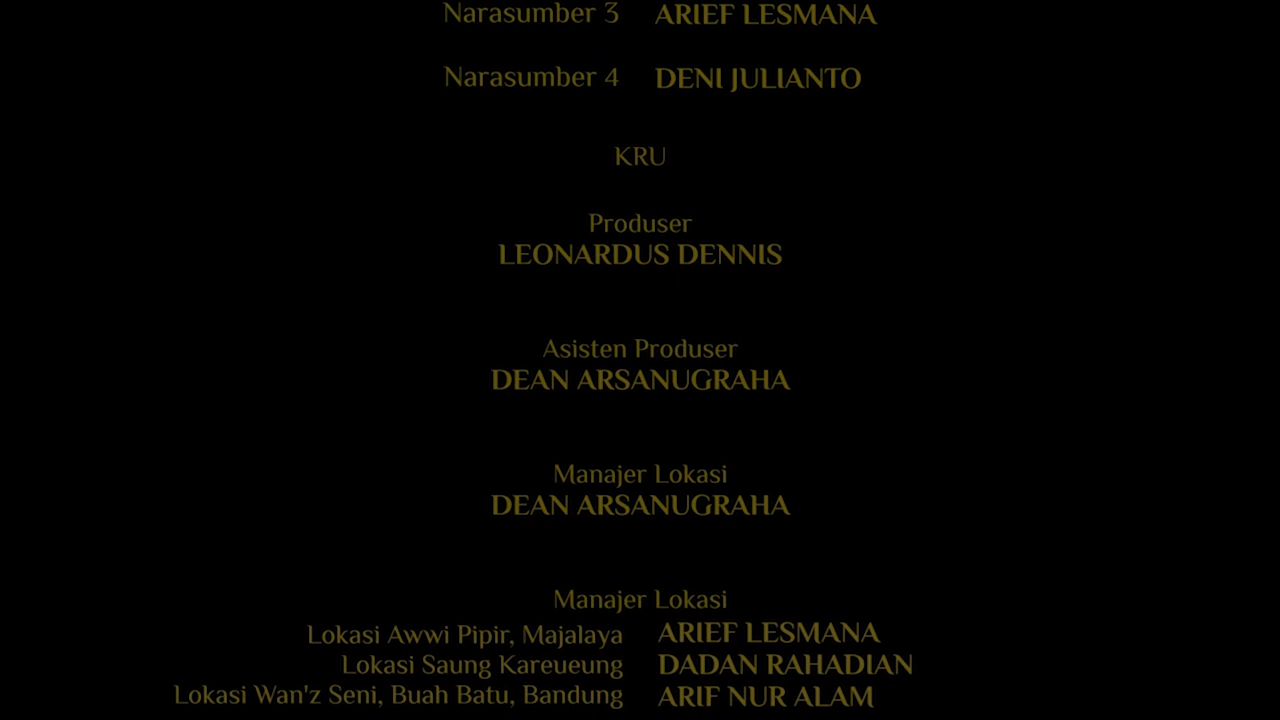 Narasumber 3 ARIEF LESMANA
Narasumber 4 DENI JULIANTO
KRU
Produser
LEONARDUS DENNIS
Asisten Produser
DEAN ARSANUGRAHA
Manajer Lokasi
DEAN ARSANUGRAHA
Manajer Lokasi
Lokasi Awwi Pipir, Majalaya ARIEF LESMANA
Lokasi Saung Kareueung DADAN RAHADIAN
Lokasi Wan'z Seni, Buah Batu, Bandung ARIF NUR ALAM